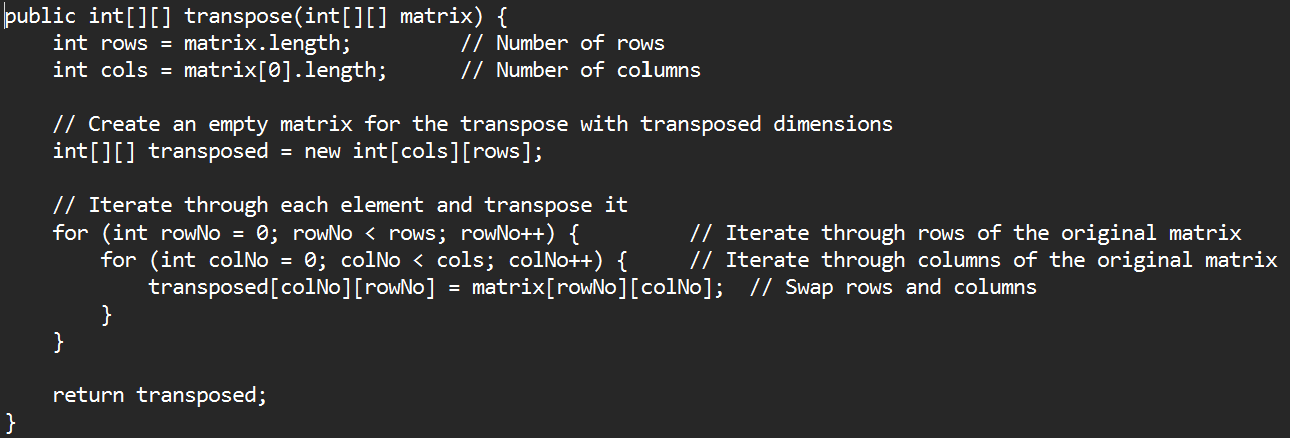 public int[][] transpose(int[][] matrix) {
    int rows = matrix.length;         // Number of rows
    int cols = matrix[0].length;      // Number of columns

    // Create an empty matrix for the transpose with transposed dimensions
    int[][] transposed = new int[cols][rows];

    // Iterate through each element and transpose it
    for (int rowNo = 0; rowNo < rows; rowNo++) {         // Iterate through rows of the original matrix
        for (int colNo = 0; colNo < cols; colNo++) {     // Iterate through columns of the original matrix
            transposed[colNo][rowNo] = matrix[rowNo][colNo];  // Swap rows and columns
        }
    }

    return transposed;
}